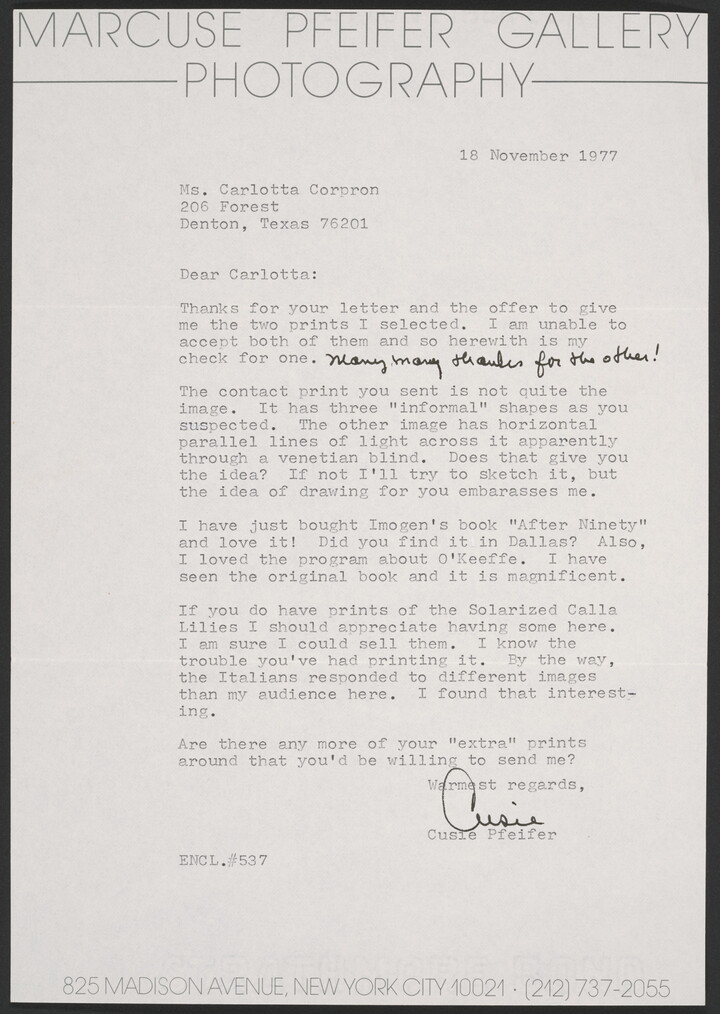 MARCUSE PFEIFER GALLERY
PHOTOGRAPHY
18 November 1977
Ms. Carlotta Corpron
206 Forest
Denton, Texas 76201
Dear Carlotta:
Thanks for your letter and the offer to give
me the two prints I selected. I am unable to
accept both of them and so herewith is my
check for one. Many many thanks for the other!
The contact print you sent is not quite the
image. It has three "informal" shapes as you
suspected. The other image has horizontal
parallel lines of light across it apparently
through a venetian blind. Does that give you
the idea? If not I'll try to sketch it, but
the idea of drawing for you embarasses me.
I have just bought Imogen's book "After Ninety"
and love it! Did you find it in Dallas? Also,
I loved the program about O'Keeffe. I have
seen the original book and it is magnificent.
If you do have prints of the Solarized Calla
Lilies I should appreciate having some here.
I am sure I could sell them. I know the
trouble you've had printing it. By the way,
the Italians responded to different images
than my audience here. I found that interest-
ing.
Are there any more of your "extra" prints
around that you'd be willing to send me?
Warmest regards,
Cusie
Cusie Pfeifer
ENCL.#537
825 MADISON AVENUE, NEW YORK CITY 10021 · (212) 737-2055